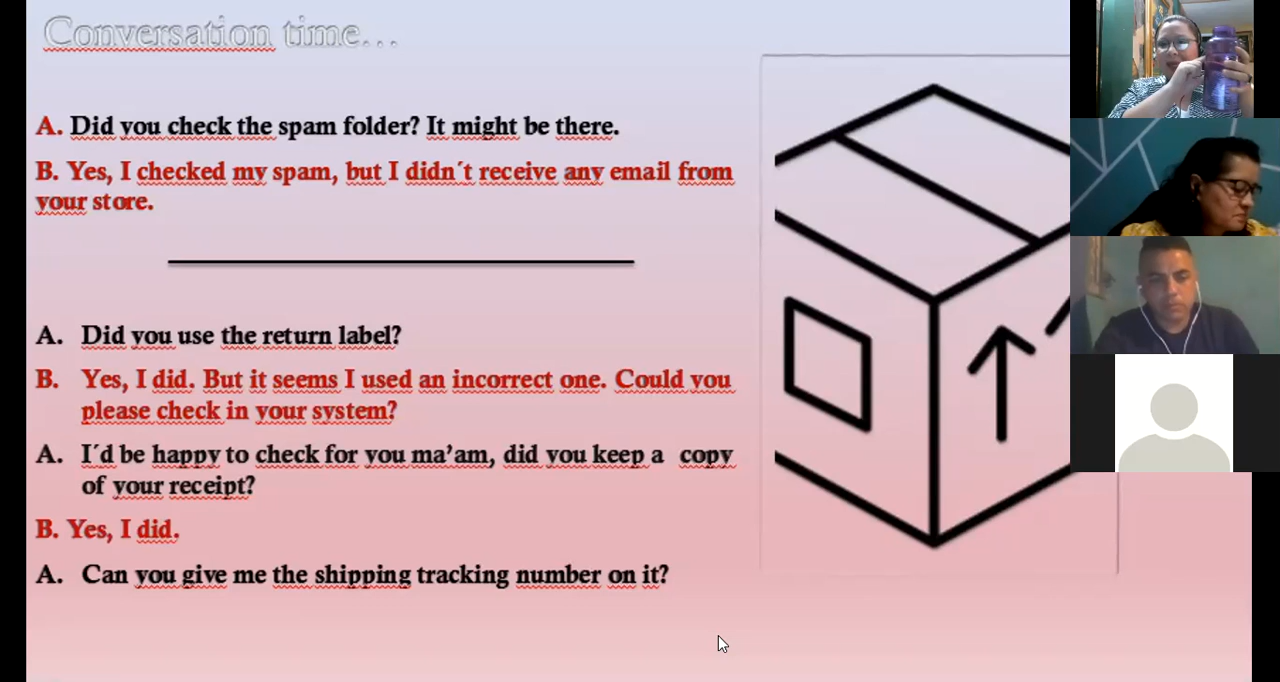 Conversation time…
A. Did you check the spam folder? It might be there.
B. Yes, I checked my spam, but I didn´t receive any email from
your store.
A. Did you use the return label?
B. Yes, I did. But it seems I used an incorrect one. Could you
please check in your system?
A. I´d be happy to check for you ma’am, did you keep a copy
of your receipt?
B. Yes, I did.
A. Can you give me the shipping tracking number on it?